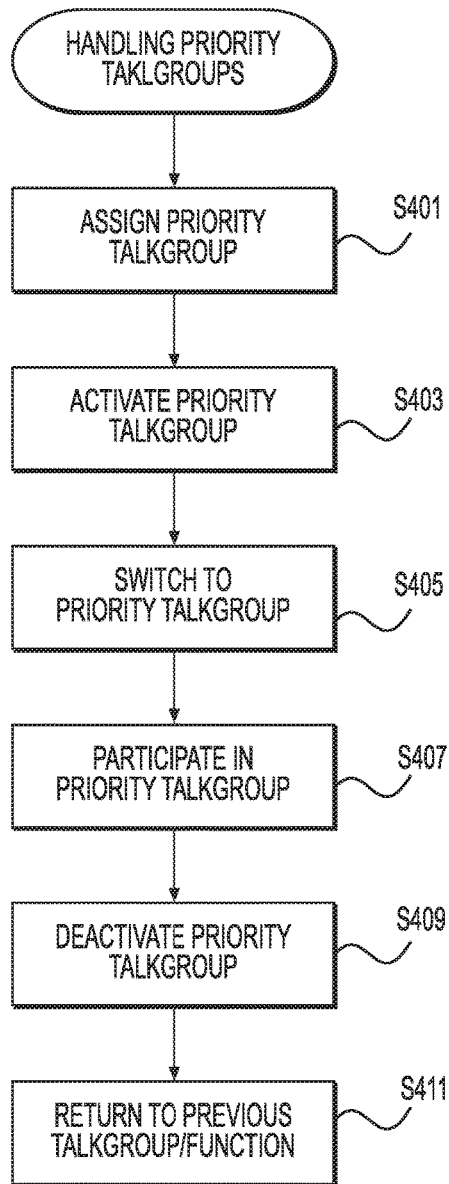 HANDLING PRIORITY
TAKLGROUPS
ASSIGN PRIORITY
TALKGROUP
S401
ACTIVATE PRIORITY
TALKGROUP
S403
SWITCH TO
PRIORITY TALKGROUP
S405
PARTICIPATE IN
PRIORITY TALKGROUP
S407
DEACTIVATE PRIORITY
TALKGROUP
S409
RETURN TO PREVIOUS
TALKGROUP/FUNCTION
S411